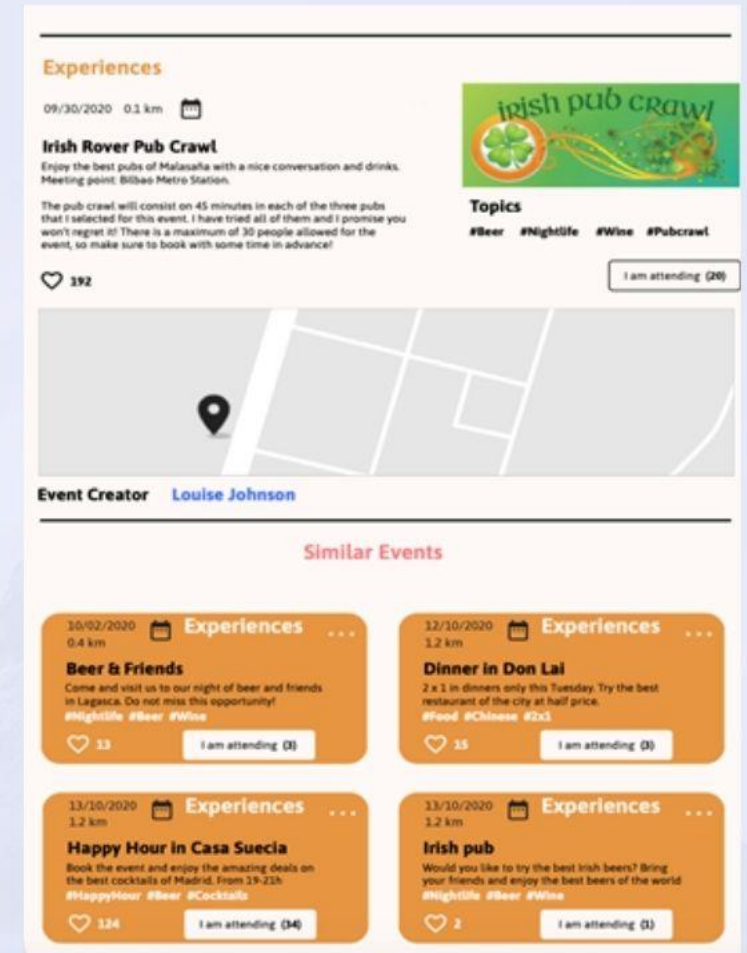 Experiences
09/30/2020 0.1 km
Irish Rover Pub Crawl
Enjoy the best pubs of Malasaña with a nice conversation and drinks.
Meeting point: Bilbao Metro Station.
The pub crawl will consist on 45 minutes in each of the three pubs
that I selected for this event. I have tried all of them and I promise you
won't regret it! There is a maximum of 30 people allowed for the
event, so make sure to book with some time in advance!
192
irish pub crawl
Topics
#Beer #Nightlife #Wine #Pubcrawl
I am attending (20)
Event Creator Louise Johnson
Similar Events
10/02/2020 Experiences ...
0.4 km
Beer & Friends
Come and visit us to our night of beer and friends
in Lagasca. Do not miss this opportunity!
#Nightlife #Beer #Wine
13 I am attending (3)
12/10/2020 Experiences ...
1.2 km
Dinner in Don Lai
2 x 1 in dinners only this Tuesday. Try the best
restaurant of the city at half price.
#Food #Chinese #2x1
15 I am attending (3)
13/10/2020 Experiences ...
1.2 km
Happy Hour in Casa Suecia
Book the event and enjoy the amazing deals on
the best cocktails of Madrid. From 19-21h
#HappyHour #Beer #Cocktails
124 I am attending (34)
13/10/2020 Experiences ...
1.2 km
Irish pub
Would you like to try the best Irish beers? Bring
your friends and enjoy the best beers of the world
#Nightlife #Beer #Wine
2 I am attending (1)